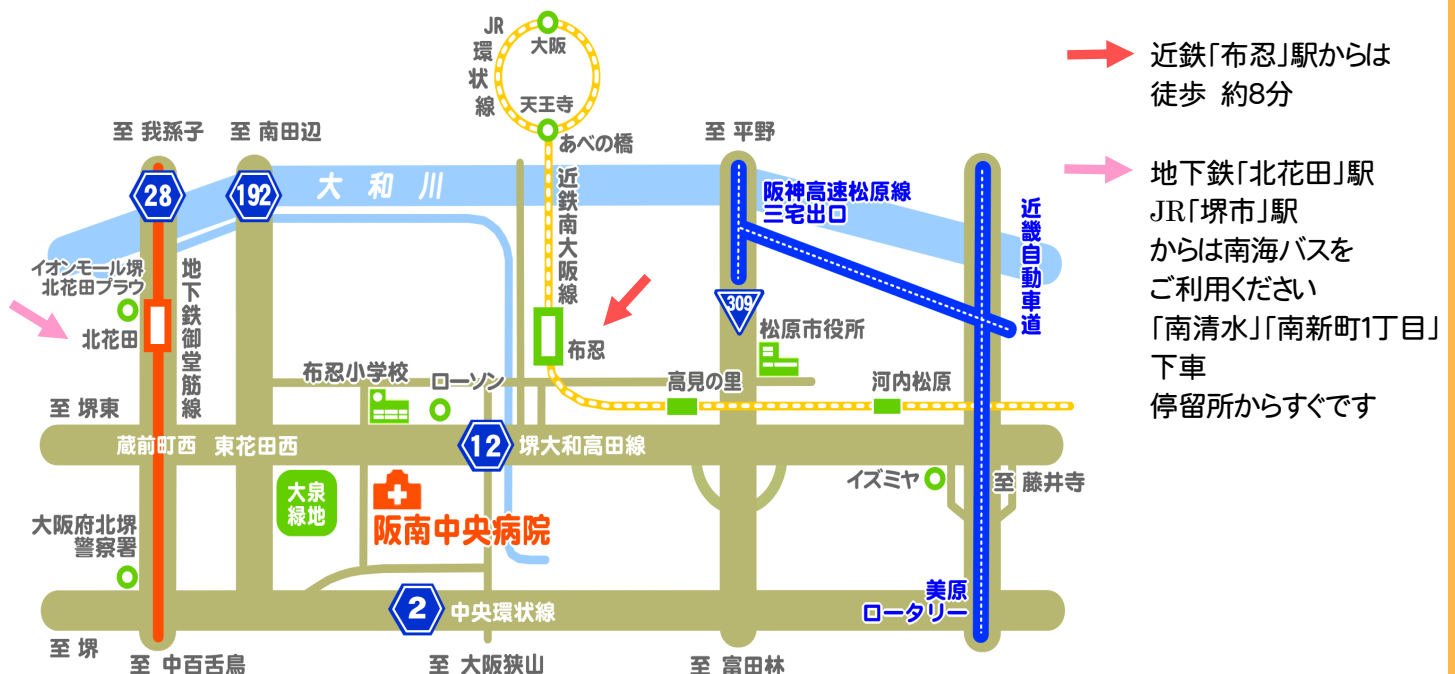 JR
環状線
大阪
天王寺
あべの橋
至 我孫子
至 南田辺
至 平野
28
192
大和川
近鉄南大阪線
阪神高速松原線
三宅出口
近畿自動車道
イオンモール堺
北花田プラウ
地下鉄御堂筋線
北花田
布忍
309
松原市役所
布忍小学校
ローソン
高見の里
河内松原
至 堺東
蔵前町西
東花田西
12
堺大和高田線
イズミヤ
至 藤井寺
大泉
緑地
阪南中央病院
大阪府北堺
警察署
2
中央環状線
美原
ロータリー
至 堺
至 中百舌鳥
至 大阪狭山
至 富田林
近鉄「布忍」駅からは
徒歩 約8分
地下鉄「北花田」駅
JR「堺市」駅
からは南海バスを
ご利用ください
「南清水」「南新町1丁目」
下車
停留所からすぐです